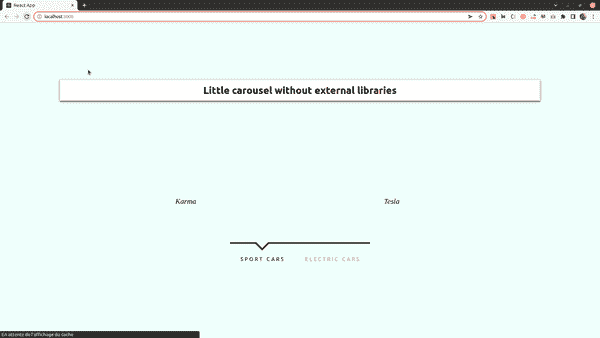 React App
localhost:3000
Little carousel without external libraries
Karma
Tesla
SPORT CARS
ELECTRIC CARS
En attente de l'affichage du cache